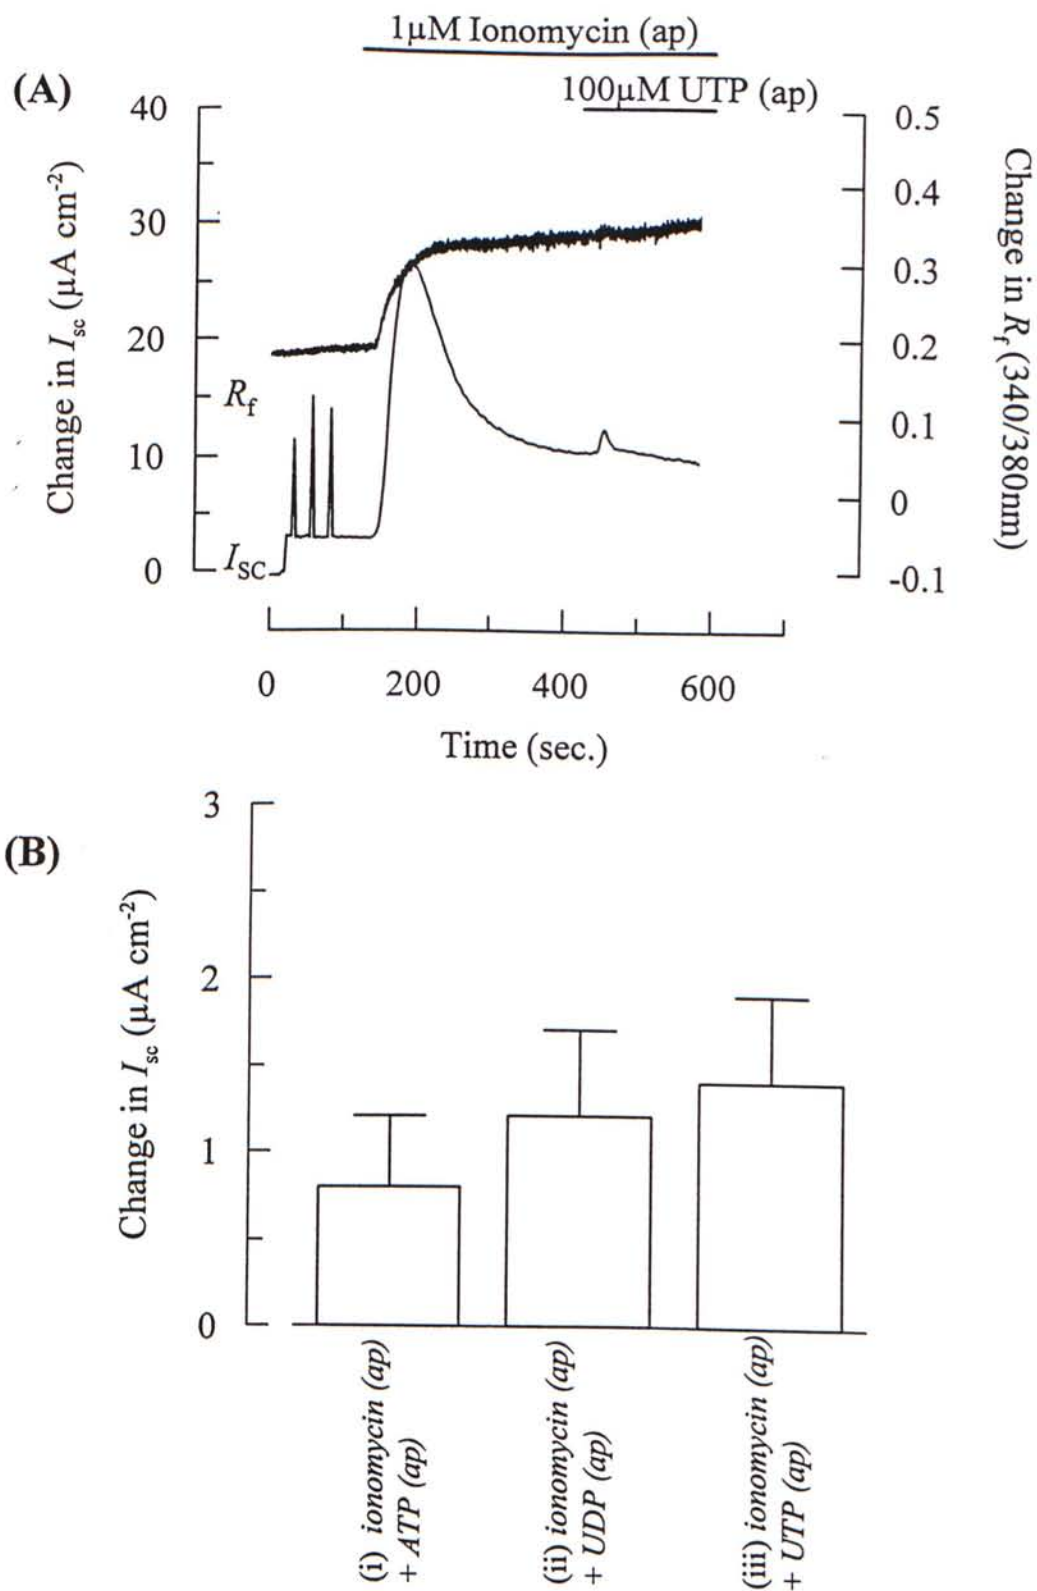 1μM Ionomycin (ap)
(A)
100μM UTP (ap)
40
30
20
10
0
Change in Isc (μA cm-2)
Rf
ISC
0.5
0.4
0.3
0.2
0.1
0
-0.1
Change in Rf (340/380nm)
0 200 400 600
Time (sec.)
(B)
3
2
1
0
Change in Isc (μA cm-2)
(i) ionomycin (ap)
+ ATP (ap)
(ii) ionomycin (ap)
+ UDP (ap)
(iii) ionomycin (ap)
+ UTP (ap)